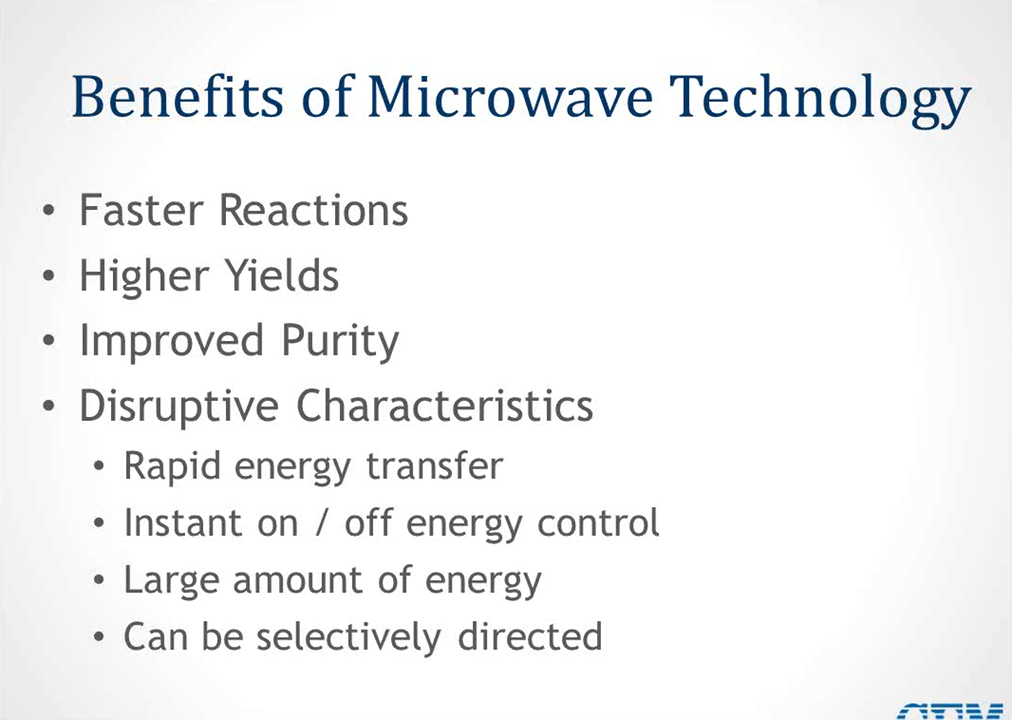 Benefits of Microwave Technology
• Faster Reactions
• Higher Yields
• Improved Purity
• Disruptive Characteristics
• Rapid energy transfer
• Instant on / off energy control
• Large amount of energy
• Can be selectively directed